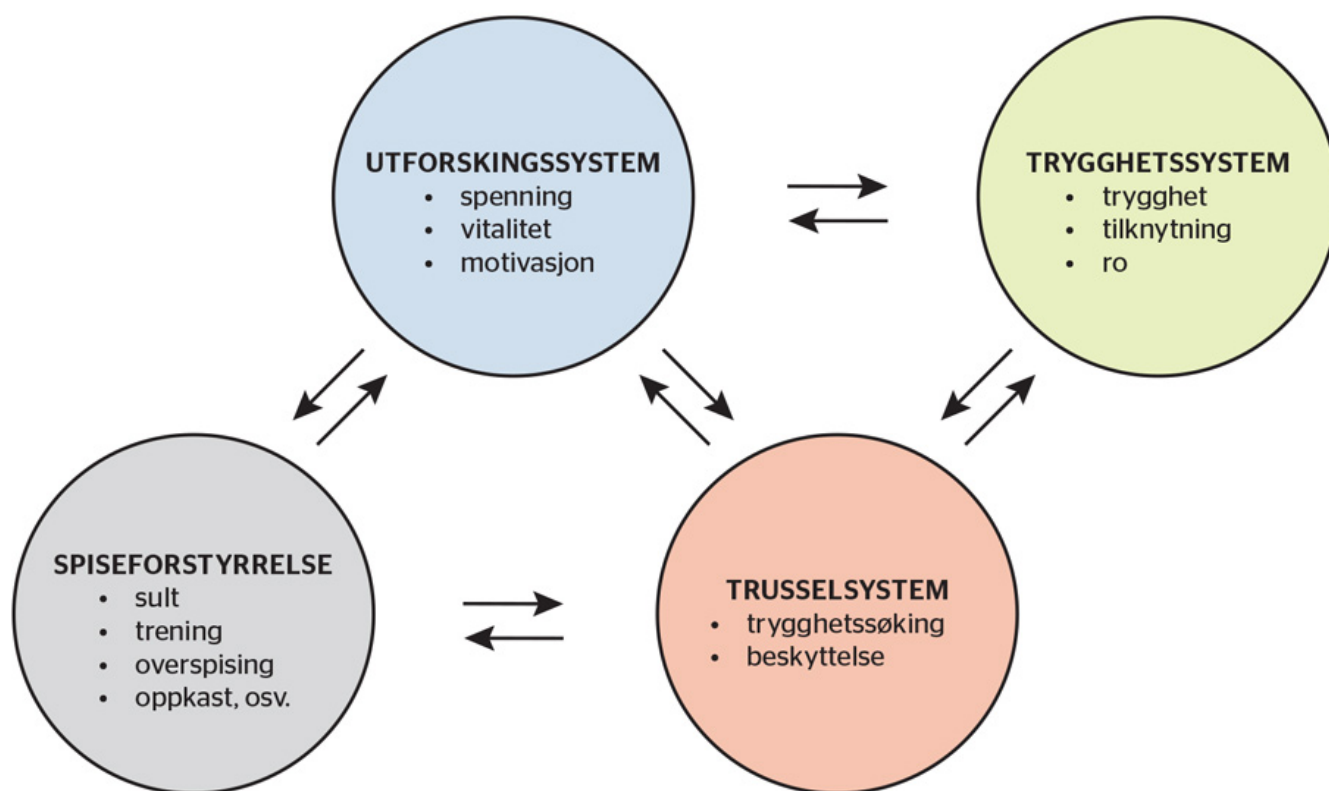 UTFORSKINGSSYSTEM
• spenning
• vitalitet
• motivasjon
TRYGGHETSSYSTEM
• trygghet
• tilknytning
• ro
SPISEFORSTYRRELSE
• sult
• trening
• overspising
• oppkast, osv.
TRUSSELSYSTEM
• trygghetssøking
• beskyttelse